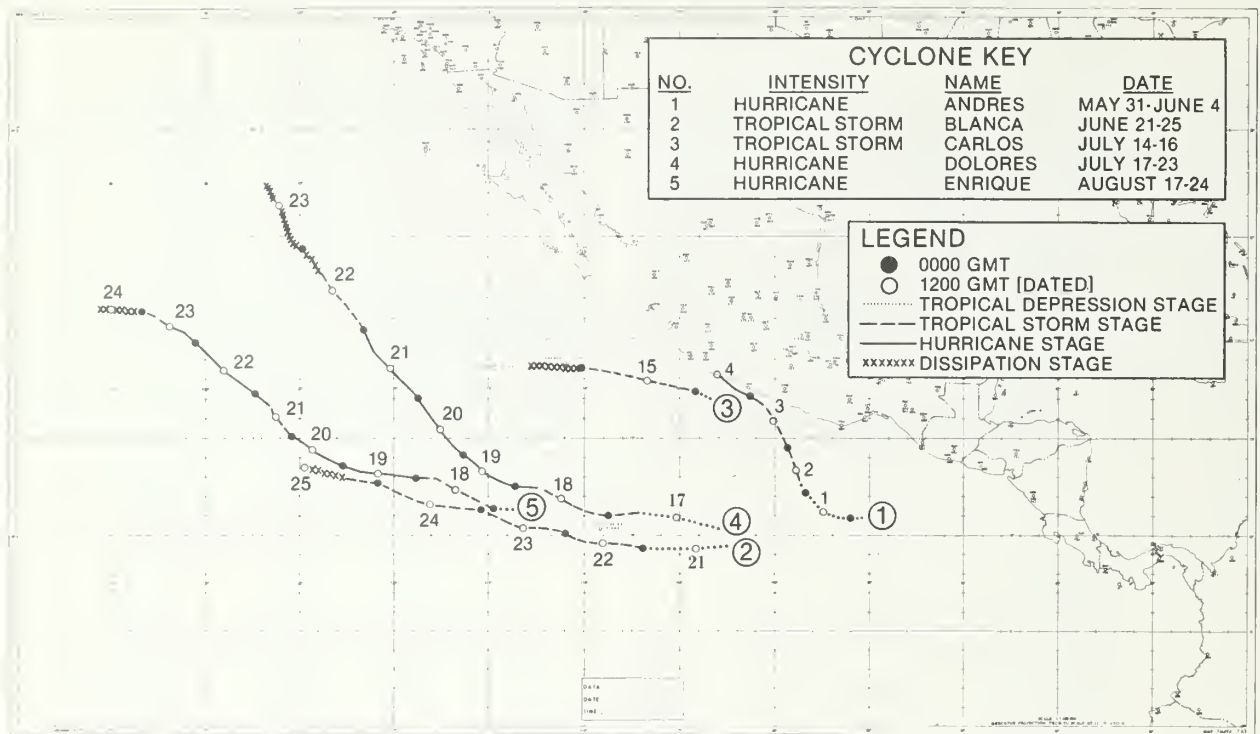 CYCLONE KEY
NO. INTENSITY NAME DATE
1 HURRICANE ANDRES MAY 31-JUNE 4
2 TROPICAL STORM BLANCA JUNE 21-25
3 TROPICAL STORM CARLOS JULY 14-16
4 HURRICANE DOLORES JULY 17-23
5 HURRICANE ENRIQUE AUGUST 17-24
LEGEND
0000 GMT
1200 GMT [DATED]
TROPICAL DEPRESSION STAGE
TROPICAL STORM STAGE
HURRICANE STAGE
xxxxxxx DISSIPATION STAGE
23
22
24
23
22
21
21
20
20
19
19
18
18
17
25
24
23
22
21
15
4
3
2
1
3
5
4
2
1
DATA
DATE
TIME